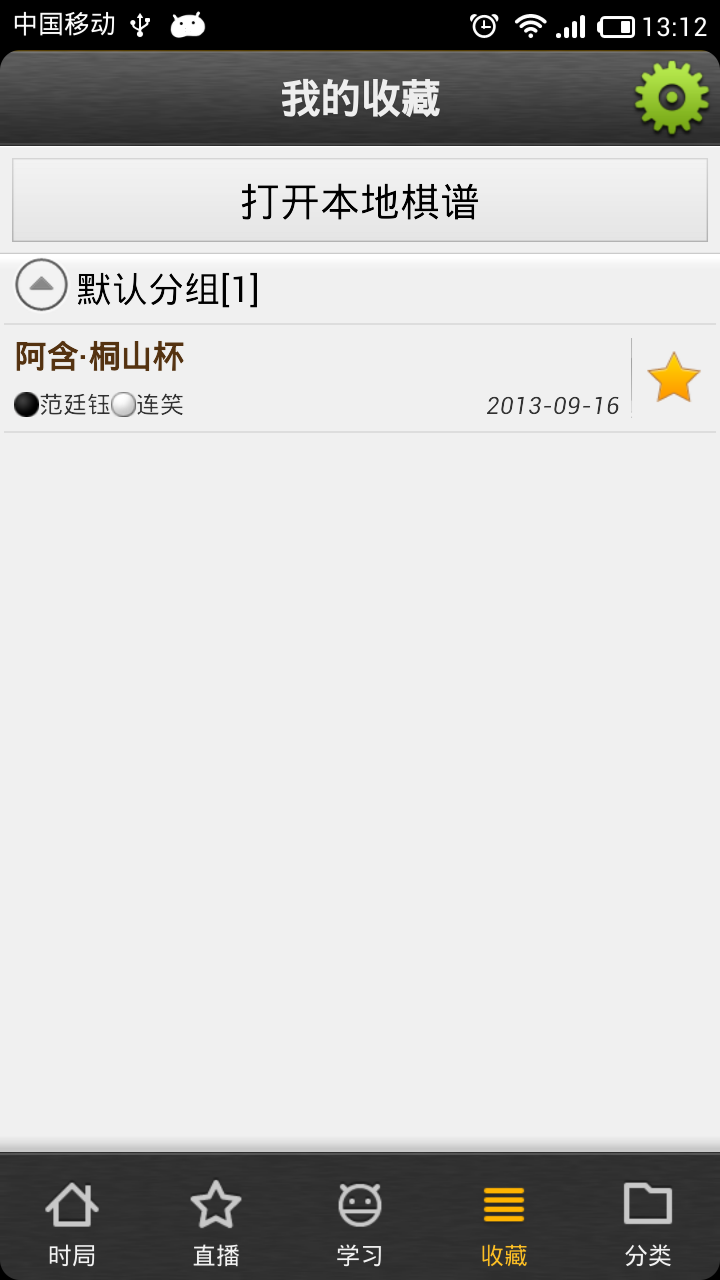 中国移动 13:12
我的收藏
打开本地棋谱
默认分组[1]
阿含·桐山杯
范廷钰 连笑 2013-09-16
时局 直播 学习 收藏 分类